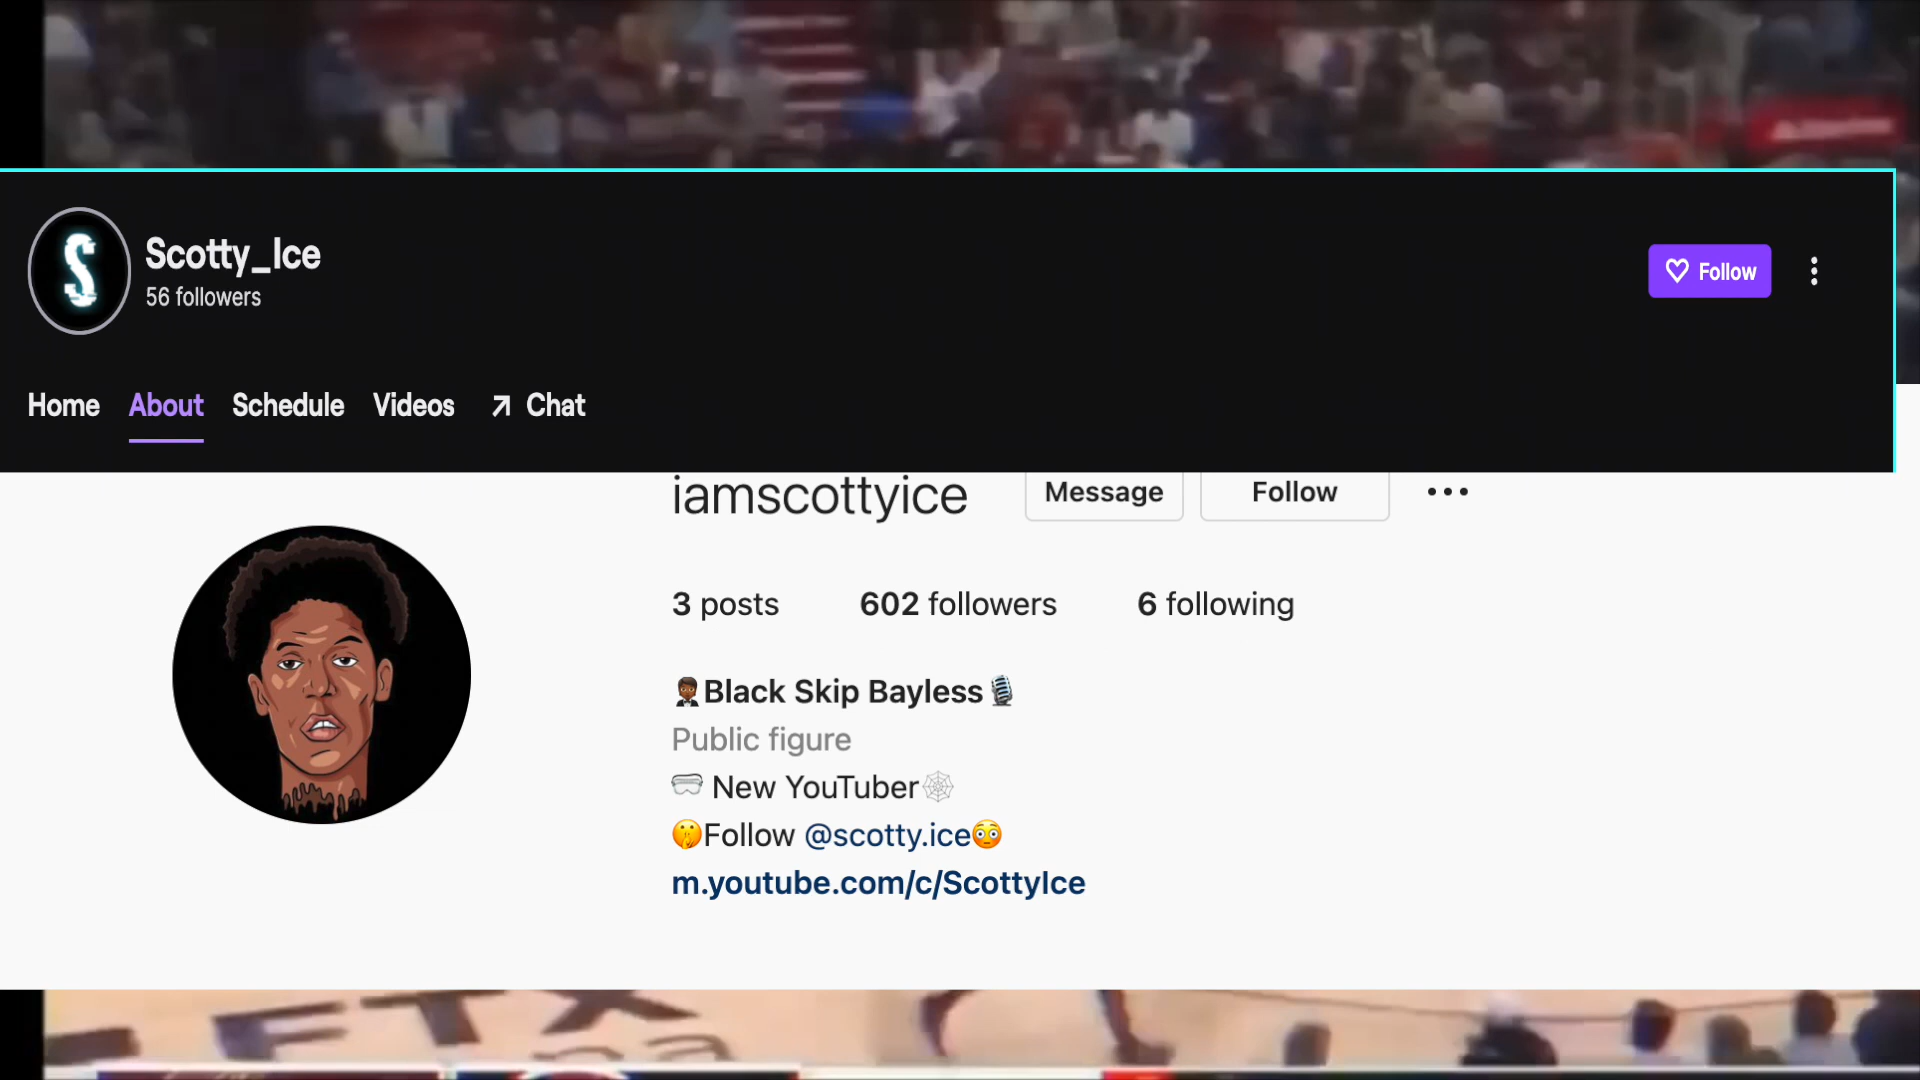 S
Scotty_Ice
56 followers
Follow
Home About Schedule Videos Chat
iamscottyice Message Follow
3 posts 602 followers 6 following
🤵🏾Black Skip Bayless🎙
Public figure
🥽 New YouTuber🕸
🤫Follow @scotty.ice😳
m.youtube.com/c/ScottyIce
FTX